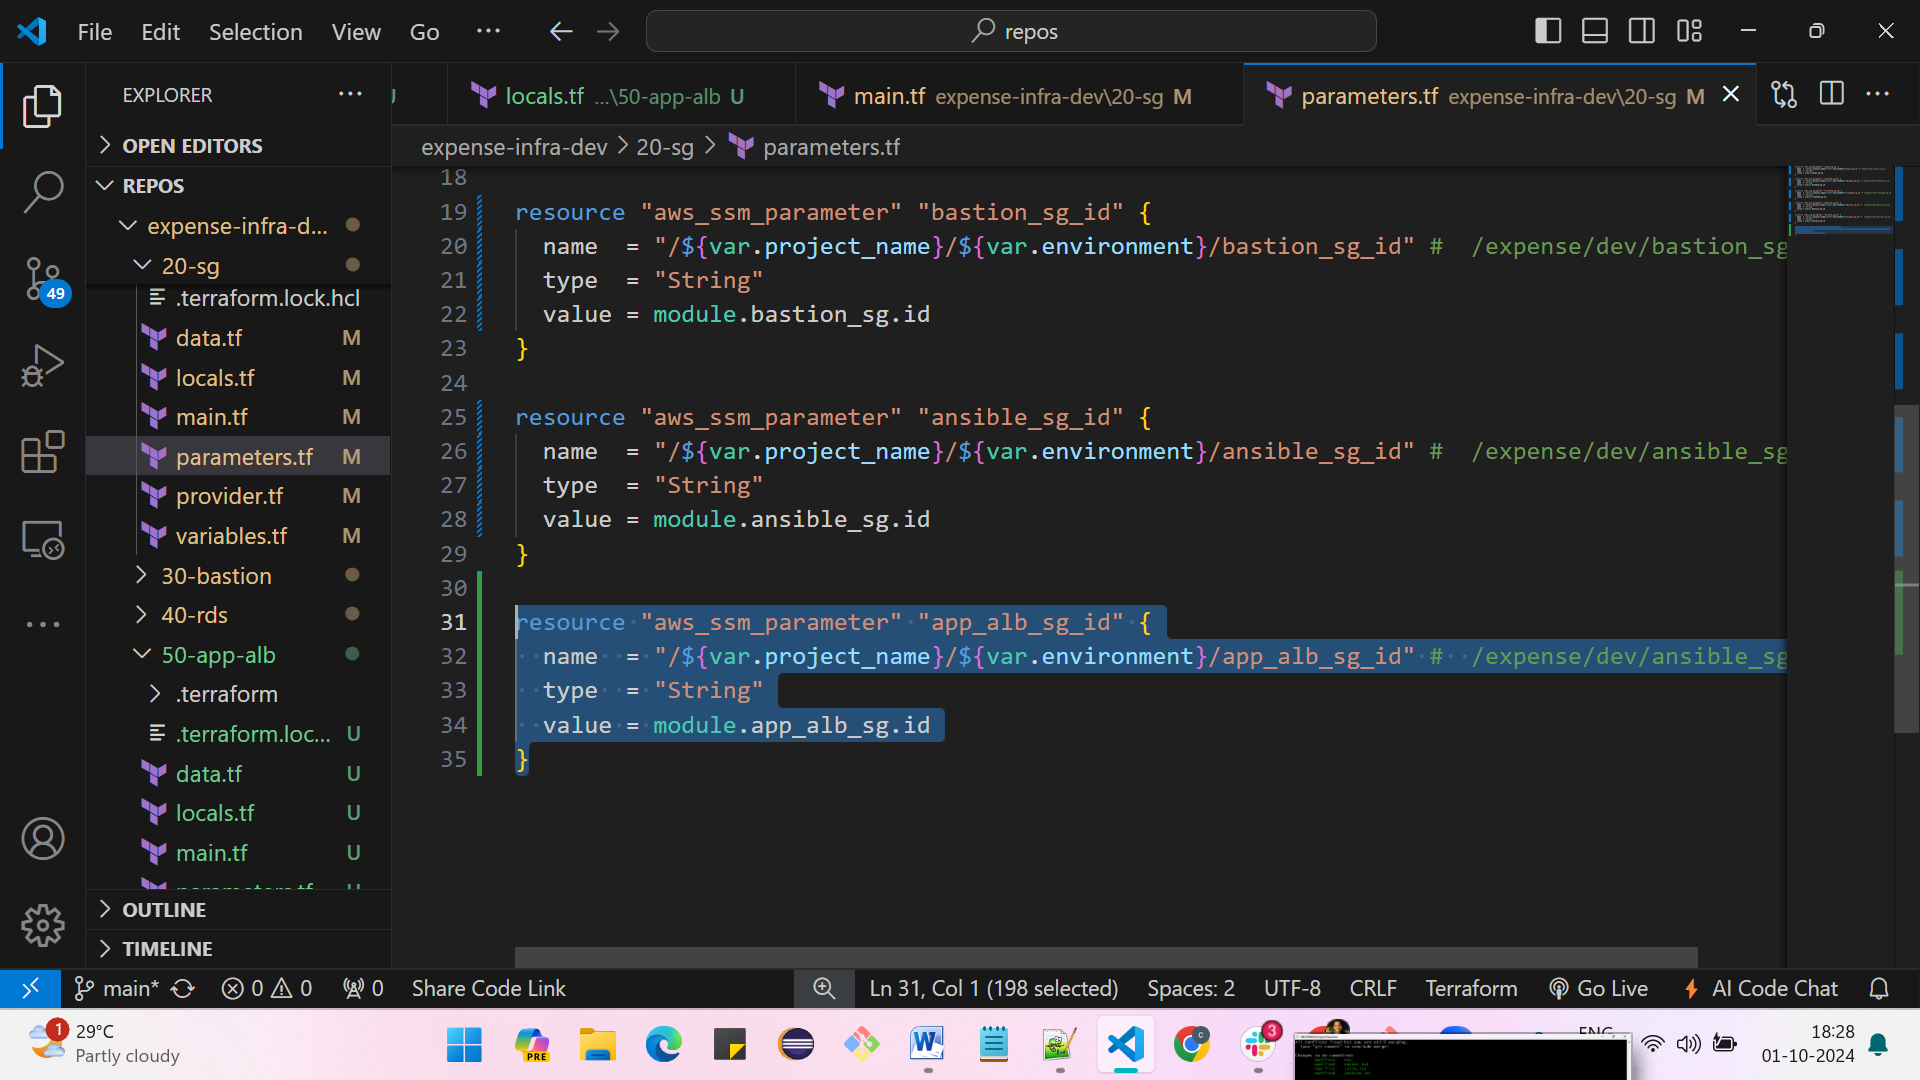 File Edit Selection View Go ···
repos
EXPLORER ···
U
locals.tf ...\50-app-alb U
main.tf expense-infra-dev\20-sg M
parameters.tf expense-infra-dev\20-sg M
OPEN EDITORS
REPOS
expense-infra-d...
20-sg
.terraform.lock.hcl
data.tf M
locals.tf M
main.tf M
parameters.tf M
provider.tf M
variables.tf M
30-bastion
40-rds
50-app-alb
.terraform
.terraform.loc... U
data.tf U
locals.tf U
main.tf U
parameters.tf U
OUTLINE
TIMELINE
49
expense-infra-dev > 20-sg > parameters.tf
18
19 resource "aws_ssm_parameter" "bastion_sg_id" {
20 name = "/${var.project_name}/${var.environment}/bastion_sg_id" # /expense/dev/bastion_sg
21 type = "String"
22 value = module.bastion_sg.id
23 }
24
25 resource "aws_ssm_parameter" "ansible_sg_id" {
26 name = "/${var.project_name}/${var.environment}/ansible_sg_id" # /expense/dev/ansible_sg
27 type = "String"
28 value = module.ansible_sg.id
29 }
30
31 resource "aws_ssm_parameter" "app_alb_sg_id" {
32 name = "/${var.project_name}/${var.environment}/app_alb_sg_id" # /expense/dev/ansible_sg
33 type = "String"
34 value = module.app_alb_sg.id
35 }
main* 0 0 0 Share Code Link
Ln 31, Col 1 (198 selected) Spaces: 2 UTF-8 CRLF Terraform Go Live AI Code Chat
1
29°C
Partly cloudy
PRE
3
ENG
18:28
01-10-2024